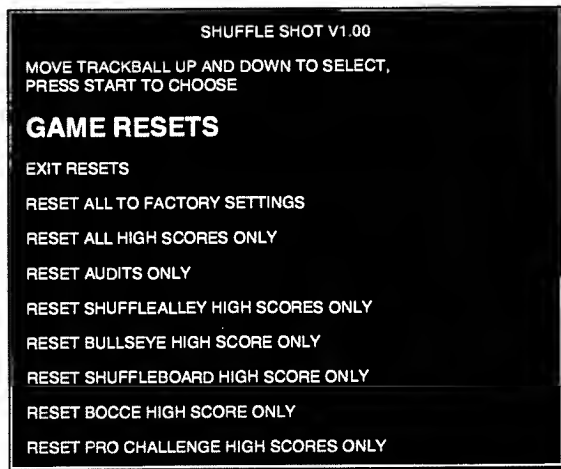 SHUFFLE SHOT V1.00
MOVE TRACKBALL UP AND DOWN TO SELECT,
PRESS START TO CHOOSE
GAME RESETS
EXIT RESETS
RESET ALL TO FACTORY SETTINGS
RESET ALL HIGH SCORES ONLY
RESET AUDITS ONLY
RESET SHUFFLEALLEY HIGH SCORES ONLY
RESET BULLSEYE HIGH SCORE ONLY
RESET SHUFFLEBOARD HIGH SCORE ONLY
RESET BOCCE HIGH SCORE ONLY
RESET PRO CHALLENGE HIGH SCORES ONLY